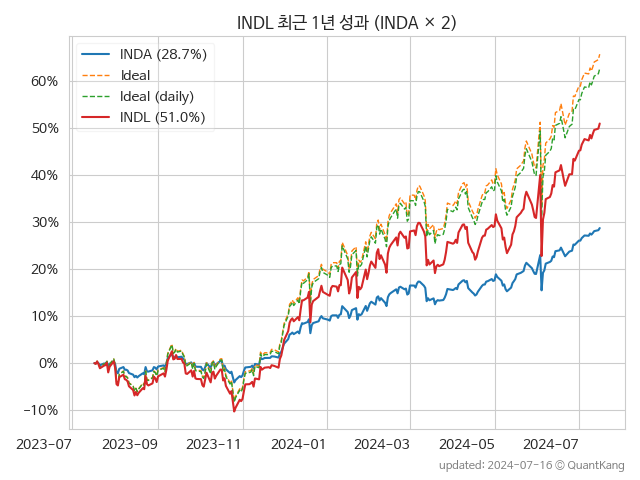 INDL 최근 1년 성과 (INDA × 2)
INDA (28.7%)
Ideal
Ideal (daily)
INDL (51.0%)
60%
50%
40%
30%
20%
10%
0%
−10%
2023-07 2023-09 2023-11 2024-01 2024-03 2024-05 2024-07
updated: 2024-07-16 © QuantKang